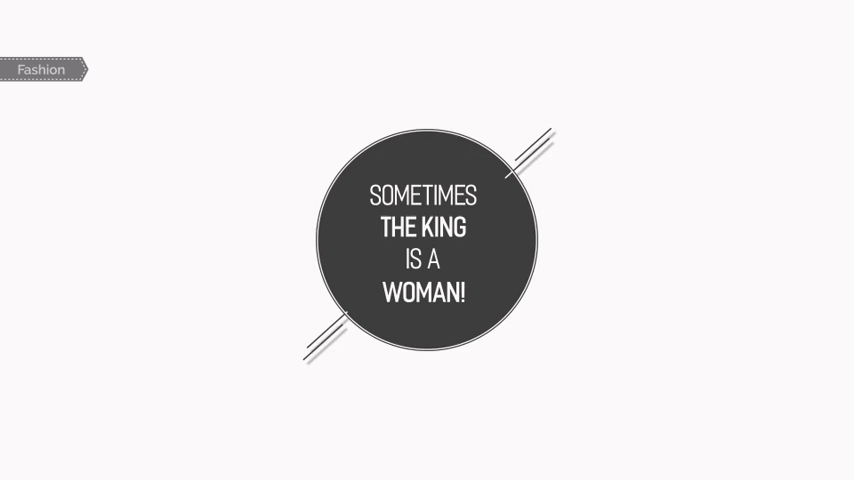 Fashion
SOMETIMES
THE KING
IS A
WOMAN!